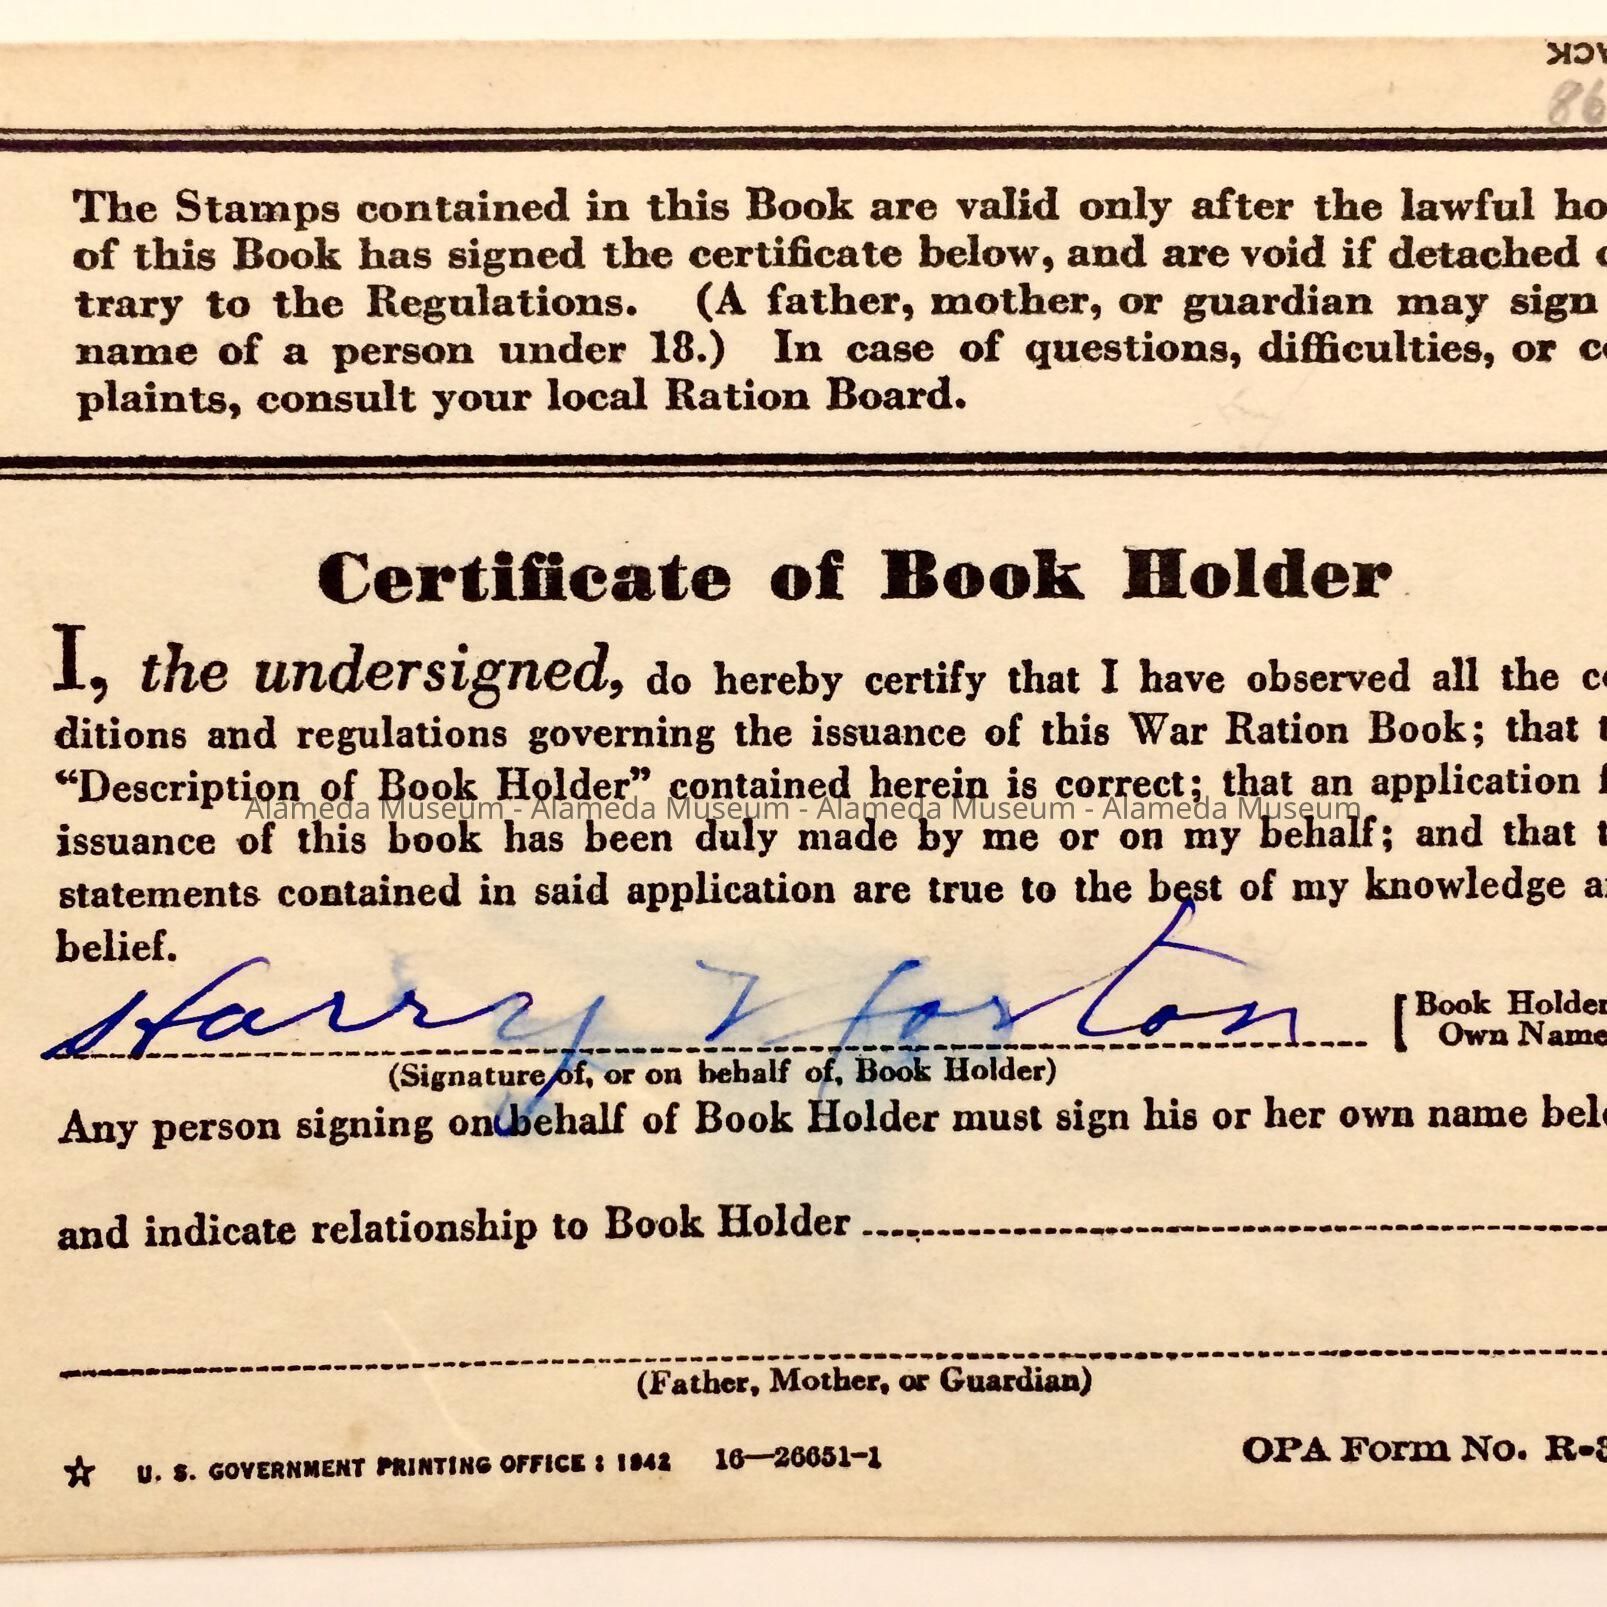 ACK
86
The Stamps contained in this Book are valid only after the lawful ho
of this Book has signed the certificate below, and are void if detached c
trary to the Regulations. (A father, mother, or guardian may sign
name of a person under 18.) In case of questions, difficulties, or co
plaints, consult your local Ration Board.
Certificate of Book Holder
I, the undersigned, do hereby certify that I have observed all the co
ditions and regulations governing the issuance of this War Ration Book; that t
“Description of Book Holder” contained herein is correct; that an application f
Alameda Museum - Alameda Museum - Alameda Museum - Alameda Museum
issuance of this book has been duly made by me or on my behalf; and that t
statements contained in said application are true to the best of my knowledge a
belief.
Harry Norton
[Book Holder
Own Name
(Signature of, or on behalf of, Book Holder)
Any person signing on behalf of Book Holder must sign his or her own name belo
and indicate relationship to Book Holder
(Father, Mother, or Guardian)
☆ U. S. GOVERNMENT PRINTING OFFICE : 1942 16—26651-1
OPA Form No. R-3